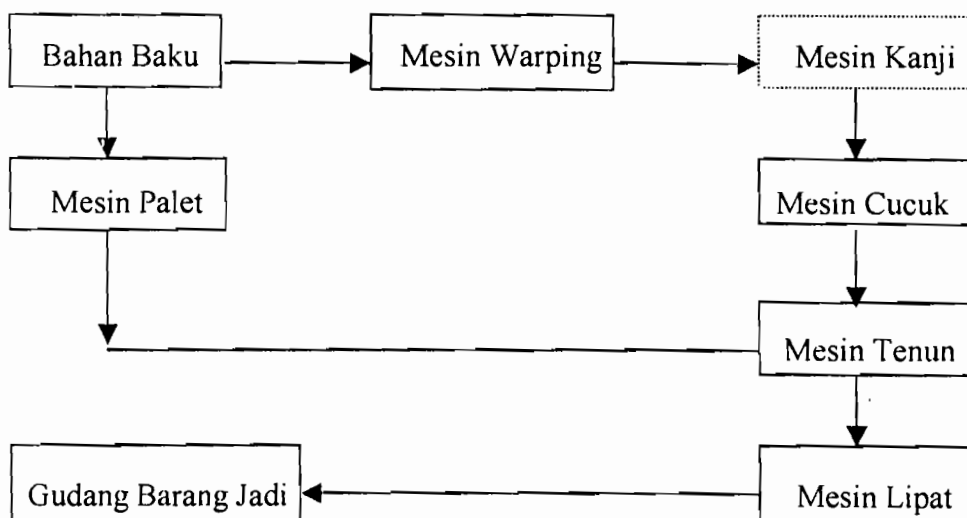 Bahan Baku
Mesin Warping
Mesin Kanji
Mesin Palet
Mesin Cucuk
Mesin Tenun
Gudang Barang Jadi
Mesin Lipat